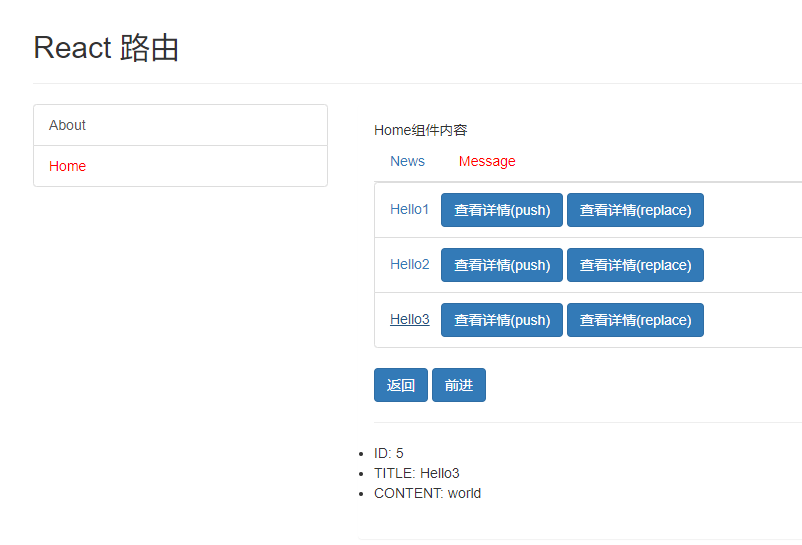 React 路由
About
Home
Home组件内容
News Message
Hello1 查看详情(push) 查看详情(replace)
Hello2 查看详情(push) 查看详情(replace)
Hello3 查看详情(push) 查看详情(replace)
返回 前进
ID: 5
TITLE: Hello3
CONTENT: world